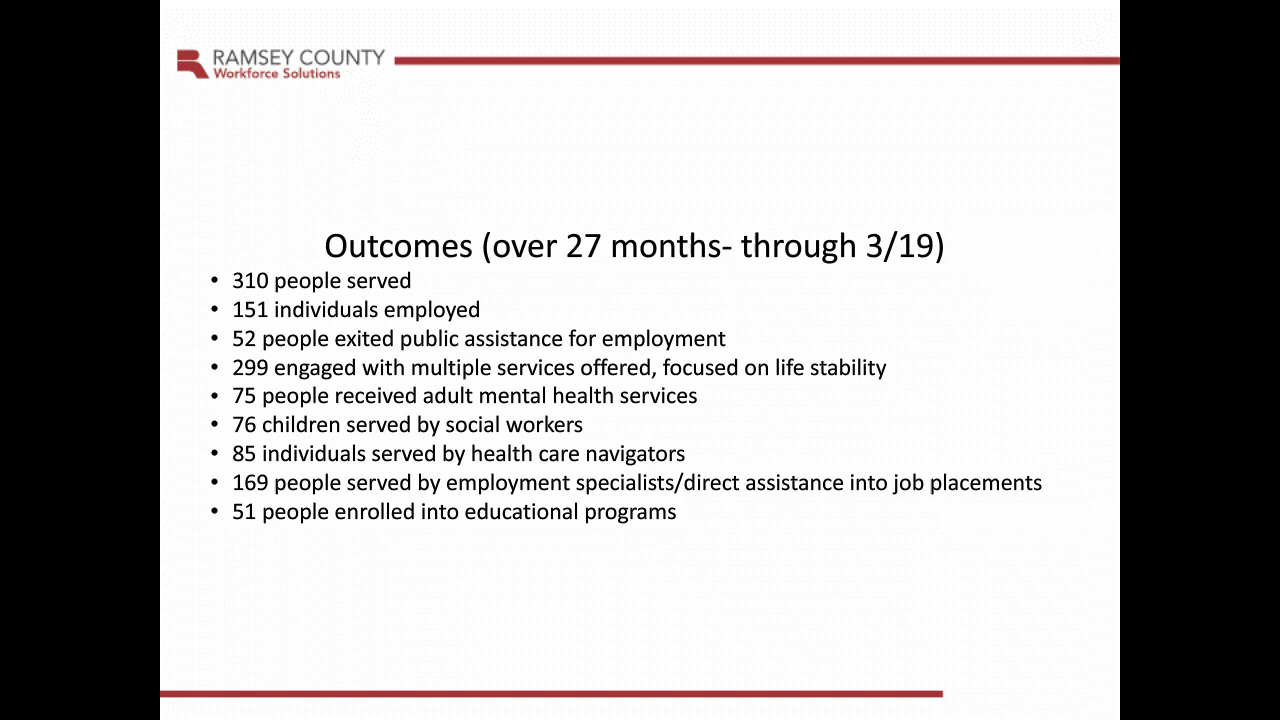 RAMSEY COUNTY
Workforce Solutions
Outcomes (over 27 months- through 3/19)
• 310 people served
• 151 individuals employed
• 52 people exited public assistance for employment
• 299 engaged with multiple services offered, focused on life stability
• 75 people received adult mental health services
• 76 children served by social workers
• 85 individuals served by health care navigators
• 169 people served by employment specialists/direct assistance into job placements
• 51 people enrolled into educational programs